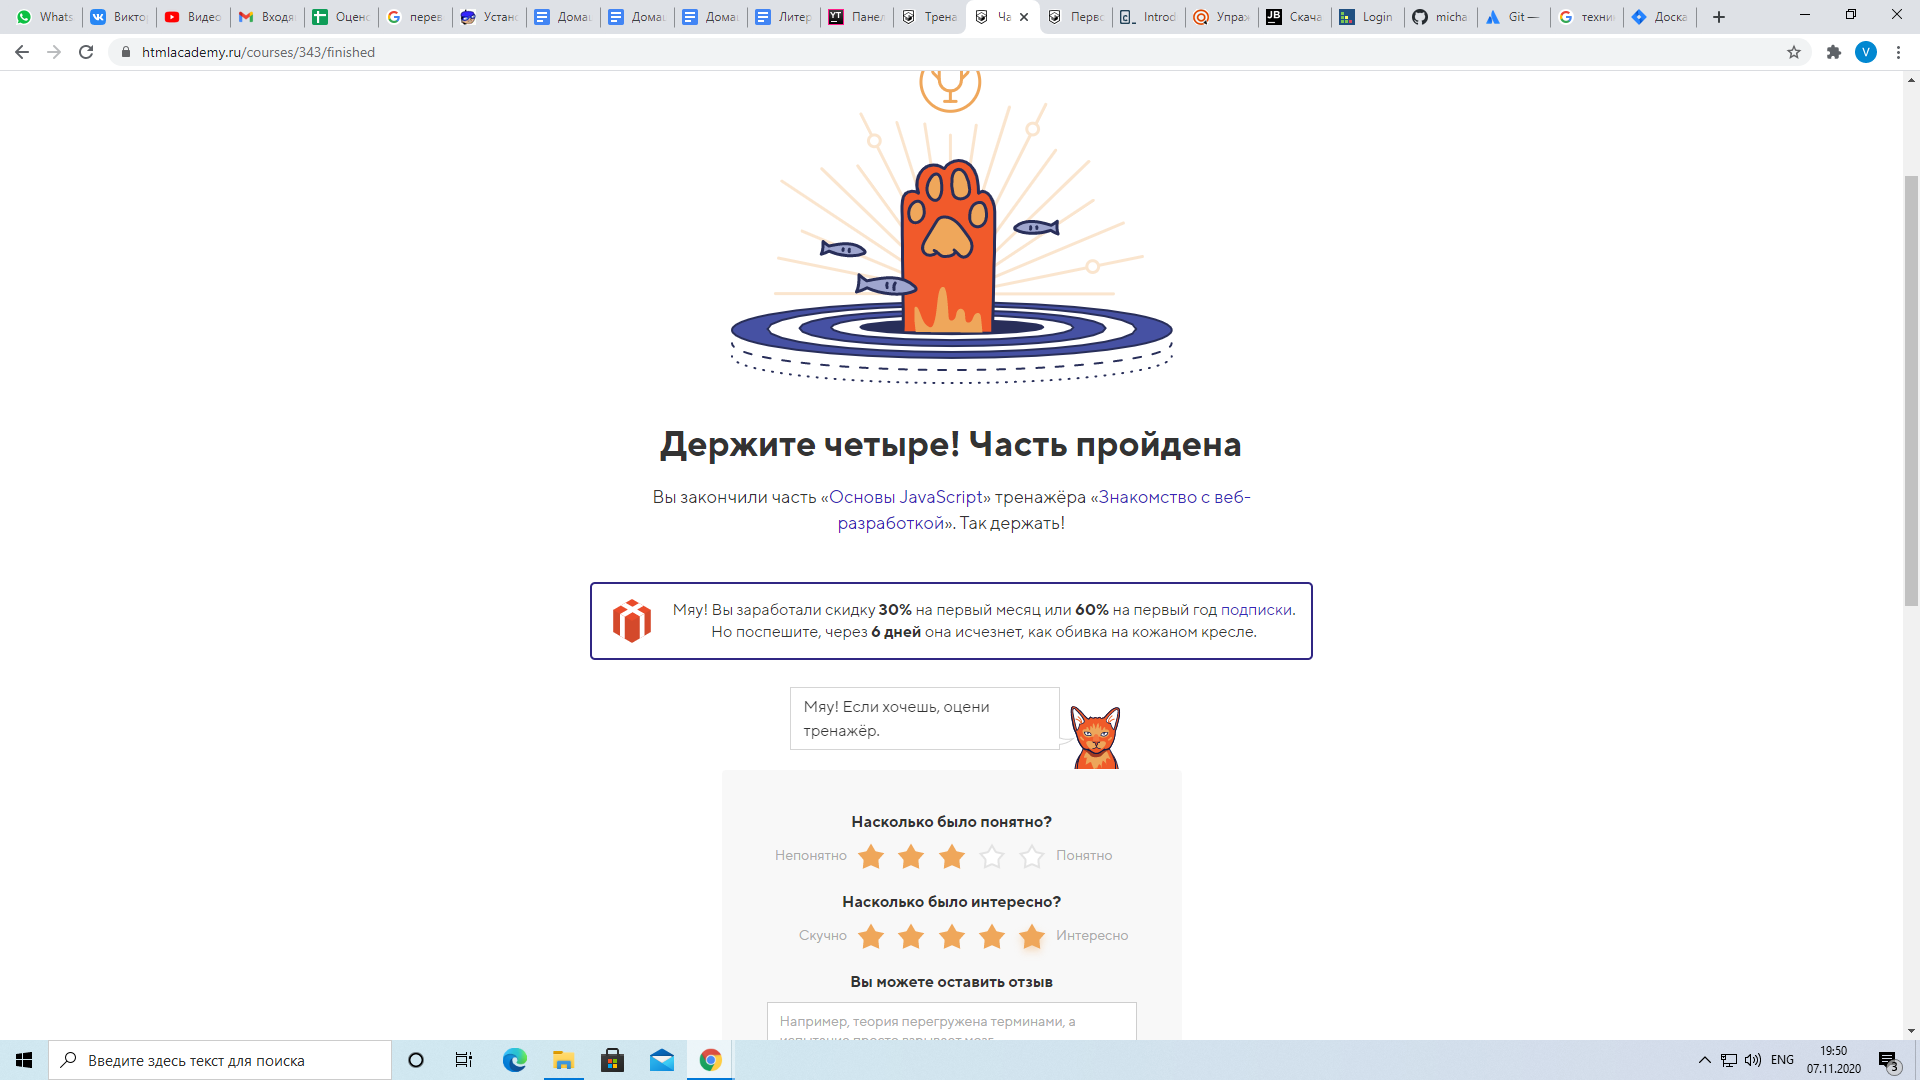 Whats
Викто
Видео
Входя
Оценс
перев
Устан
Дома
Дома
Дома
Литер
Панел
Трена
Ча
Перво
Introd
Упраж
Скача
Login
micha
Git —
техни
Доска
htmlacademy.ru/courses/343/finished
V
Держите четыре! Часть пройдена
Вы закончили часть «Основы JavaScript» тренажёра «Знакомство с веб-
разработкой». Так держать!
Мяу! Вы заработали скидку 30% на первый месяц или 60% на первый год подписки.
Но поспешите, через 6 дней она исчезнет, как обивка на кожаном кресле.
Мяу! Если хочешь, оцени
тренажёр.
Насколько было понятно?
Непонятно Понятно
Насколько было интересно?
Скучно Интересно
Вы можете оставить отзыв
Например, теория перегружена терминами, а
Введите здесь текст для поиска
ENG
19:50
07.11.2020
3